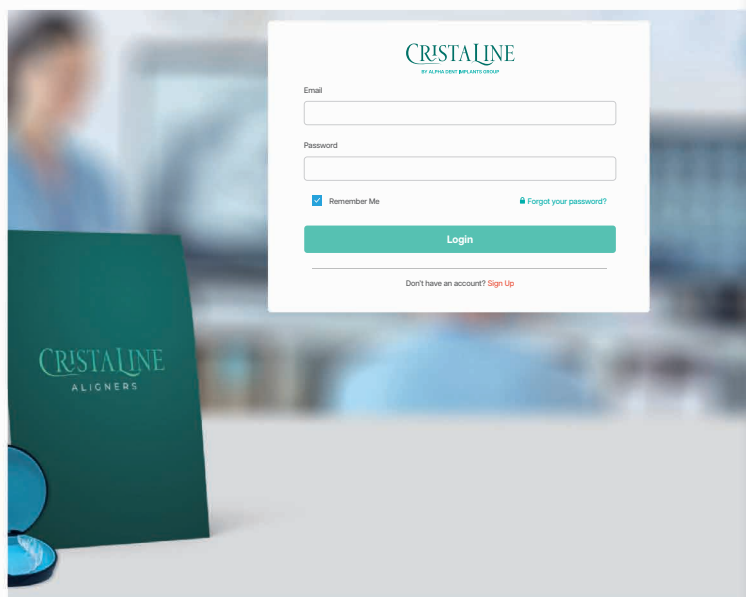 CRISTALINE
BY ALPHA DENT IMPLANTS GROUP
Email
Password
Remember Me
Forgot your password?
Login
Don't have an account? Sign Up
CRISTALINE
ALIGNERS